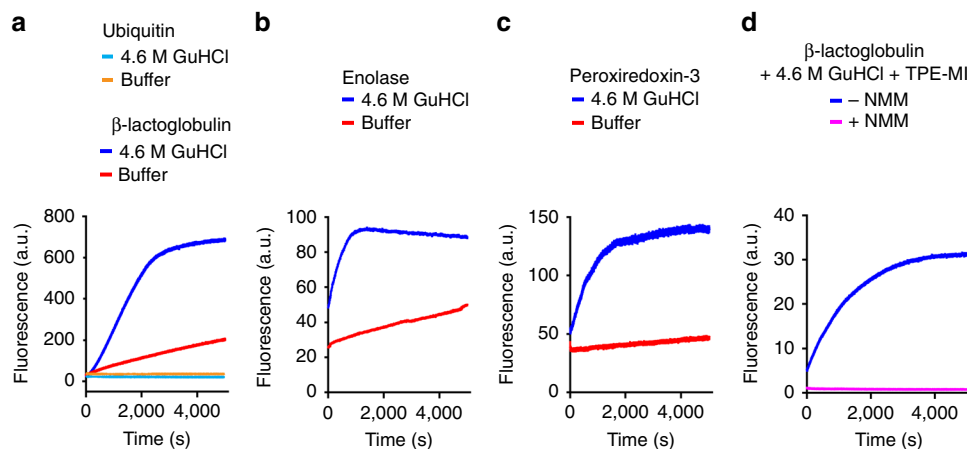 a
Ubiquitin
4.6 M GuHCl
Buffer
β-lactoglobulin
4.6 M GuHCl
Buffer
Fluorescence (a.u.)
800
600
400
200
0
0
2,000
4,000
Time (s)
b
Enolase
4.6 M GuHCl
Buffer
Fluorescence (a.u.)
100
80
60
40
20
0
0
2,000
4,000
Time (s)
c
Peroxiredoxin-3
4.6 M GuHCl
Buffer
Fluorescence (a.u.)
150
100
50
0
0
2,000
4,000
Time (s)
d
β-lactoglobulin
+ 4.6 M GuHCl + TPE-MI
– NMM
+ NMM
Fluorescence (a.u.)
40
30
20
10
0
0
2,000
4,000
Time (s)